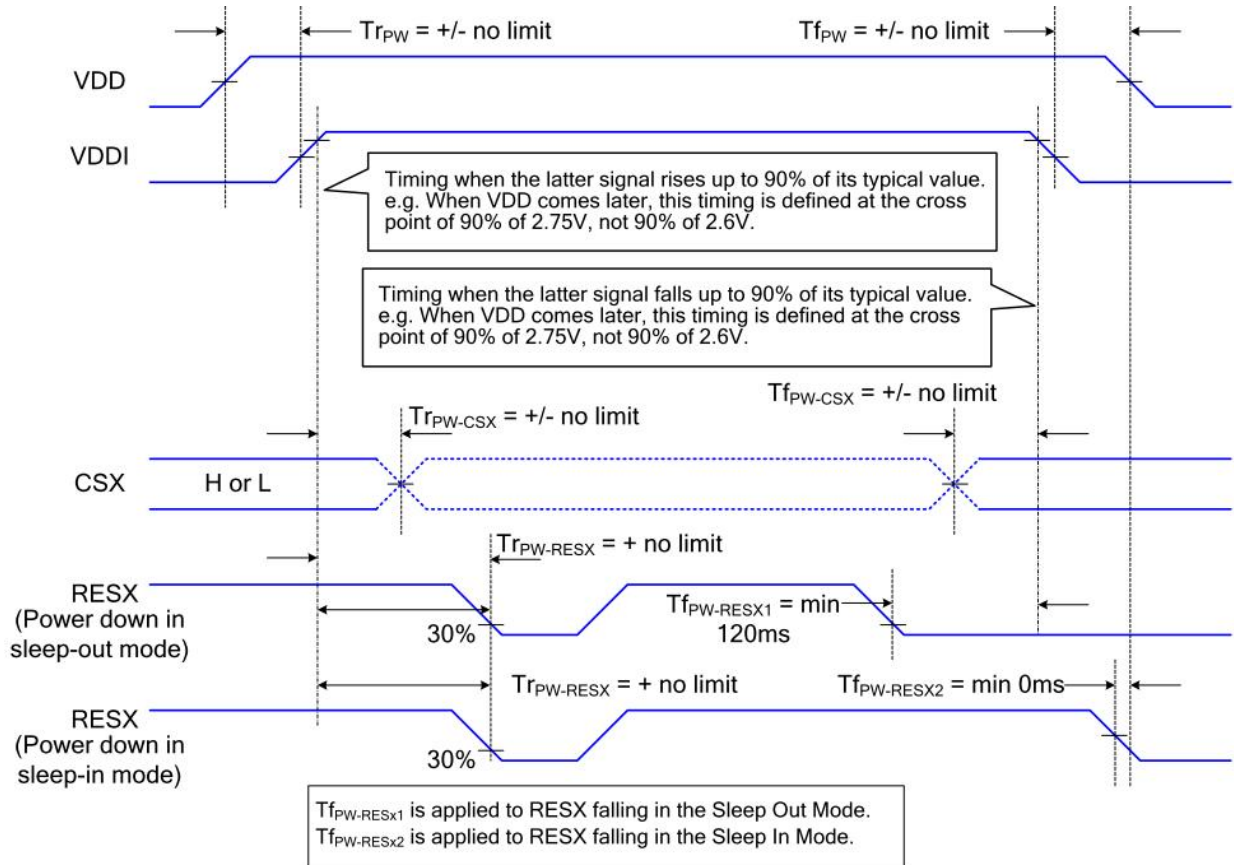 TrPW = +/- no limit
TfPW = +/- no limit
VDD
VDDI
Timing when the latter signal rises up to 90% of its typical value.
e.g. When VDD comes later, this timing is defined at the cross
point of 90% of 2.75V, not 90% of 2.6V.
Timing when the latter signal falls up to 90% of its typical value.
e.g. When VDD comes later, this timing is defined at the cross
point of 90% of 2.75V, not 90% of 2.6V.
TrPW-CSX = +/- no limit
TfPW-CSX = +/- no limit
CSX
H or L
TrPW-RESX = + no limit
RESX
(Power down in
sleep-out mode)
30%
TfPW-RESX1 = min
120ms
TrPW-RESX = + no limit
TfPW-RESX2 = min 0ms
RESX
(Power down in
sleep-in mode)
30%
TfPW-RESx1 is applied to RESX falling in the Sleep Out Mode.
TfPW-RESx2 is applied to RESX falling in the Sleep In Mode.